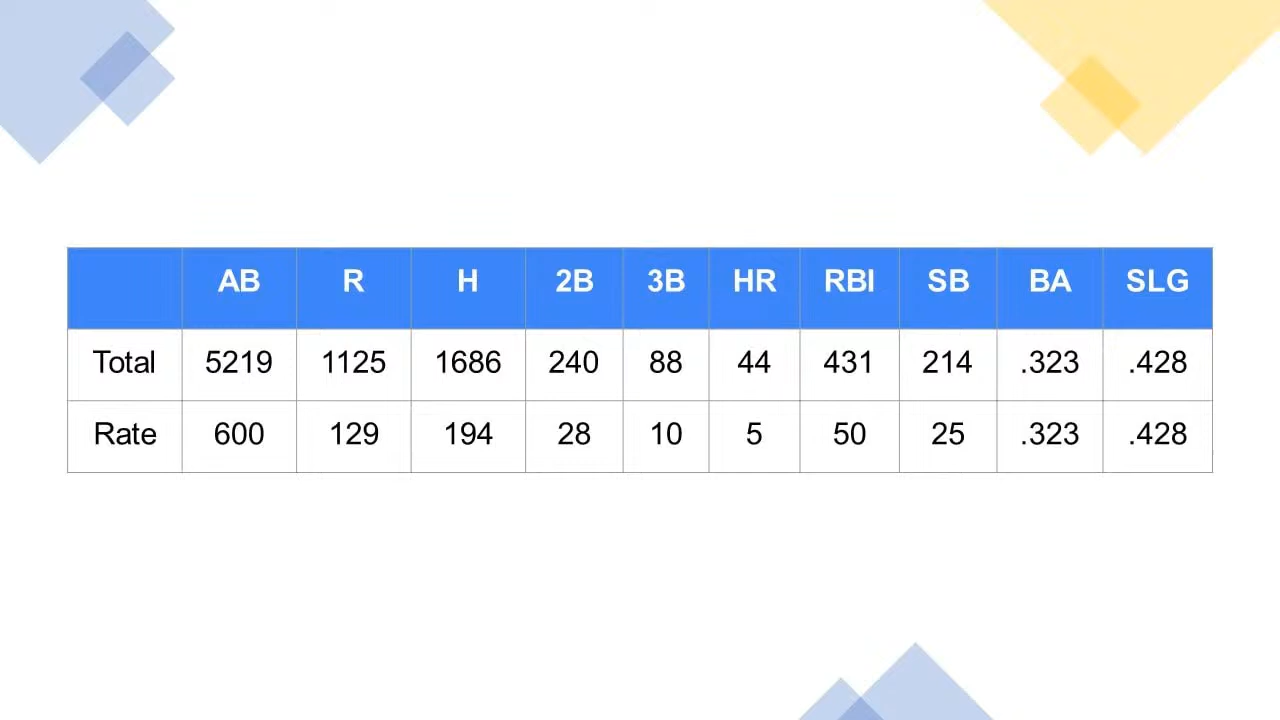 AB R H 2B 3B HR RBI SB BA SLG
Total 5219 1125 1686 240 88 44 431 214 .323 .428
Rate 600 129 194 28 10 5 50 25 .323 .428